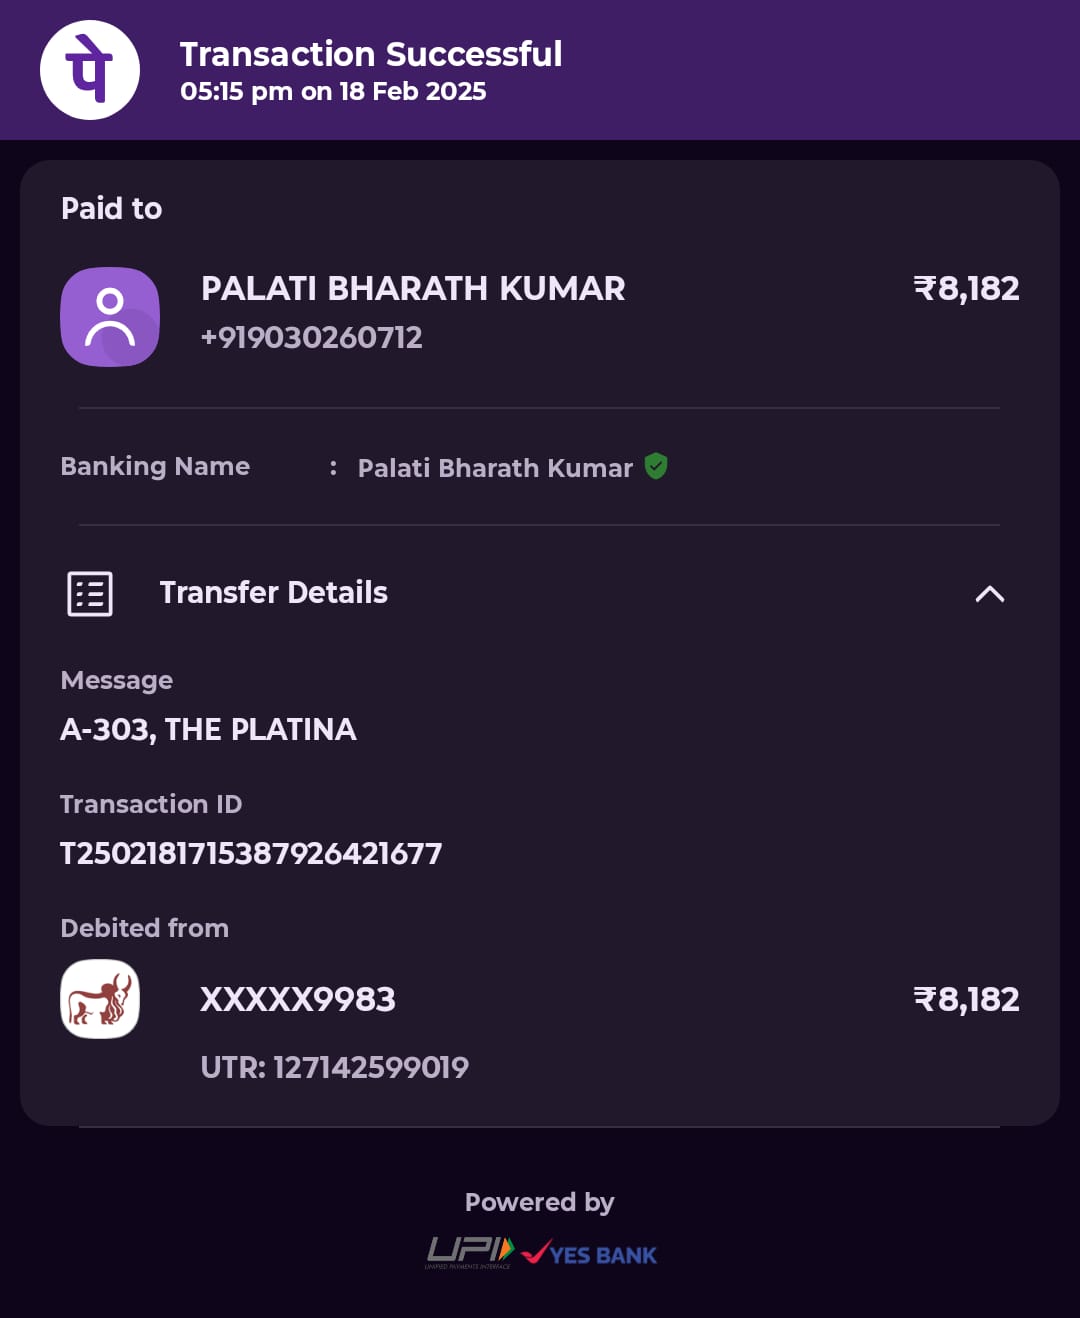 पे
Transaction Successful
05:15 pm on 18 Feb 2025
Paid to
PALATI BHARATH KUMAR ₹8,182
+919030260712
Banking Name : Palati Bharath Kumar
Transfer Details
Message
A-303, THE PLATINA
Transaction ID
T2502181715387926421677
Debited from
XXXXX9983 ₹8,182
UTR: 127142599019
Powered by
UPI YES BANK
UNIFIED PAYMENTS INTERFACE